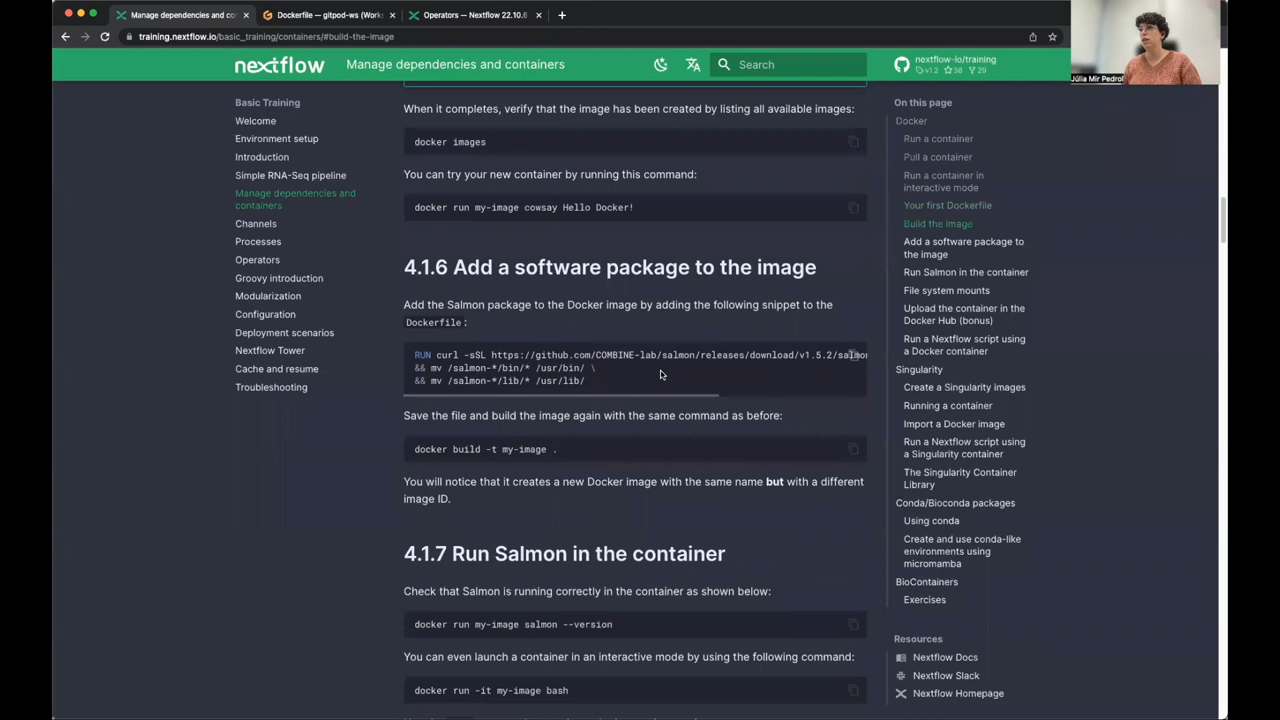 Manage dependencies and cor
Dockerfile — gitpod-ws (Works
Operators — Nextflow 22.10.6
training.nextflow.io/basic_training/containers/#build-the-image
nextflow
Manage dependencies and containers
Search
nextflow-io/training
v1.2 38 29
Júlia Mir Pedrol
Basic Training
Welcome
Environment setup
Introduction
Simple RNA-Seq pipeline
Manage dependencies and
containers
Channels
Processes
Operators
Groovy introduction
Modularization
Configuration
Deployment scenarios
Nextflow Tower
Cache and resume
Troubleshooting
When it completes, verify that the image has been created by listing all available images:
docker images
You can try your new container by running this command:
docker run my-image cowsay Hello Docker!
4.1.6 Add a software package to the image
Add the Salmon package to the Docker image by adding the following snippet to the
Dockerfile:
RUN curl -sSL https://github.com/COMBINE-lab/salmon/releases/download/v1.5.2/salmon
&& mv /salmon-*/bin/* /usr/bin/ \
&& mv /salmon-*/lib/* /usr/lib/
Save the file and build the image again with the same command as before:
docker build -t my-image .
You will notice that it creates a new Docker image with the same name but with a different
image ID.
4.1.7 Run Salmon in the container
Check that Salmon is running correctly in the container as shown below:
docker run my-image salmon --version
You can even launch a container in an interactive mode by using the following command:
docker run -it my-image bash
On this page
Docker
Run a container
Pull a container
Run a container in
interactive mode
Your first Dockerfile
Build the image
Add a software package to
the image
Run Salmon in the container
File system mounts
Upload the container in the
Docker Hub (bonus)
Run a Nextflow script using
a Docker container
Singularity
Create a Singularity images
Running a container
Import a Docker image
Run a Nextflow script using
a Singularity container
The Singularity Container
Library
Conda/Bioconda packages
Using conda
Create and use conda-like
environments using
micromamba
BioContainers
Exercises
Resources
Nextflow Docs
Nextflow Slack
Nextflow Homepage